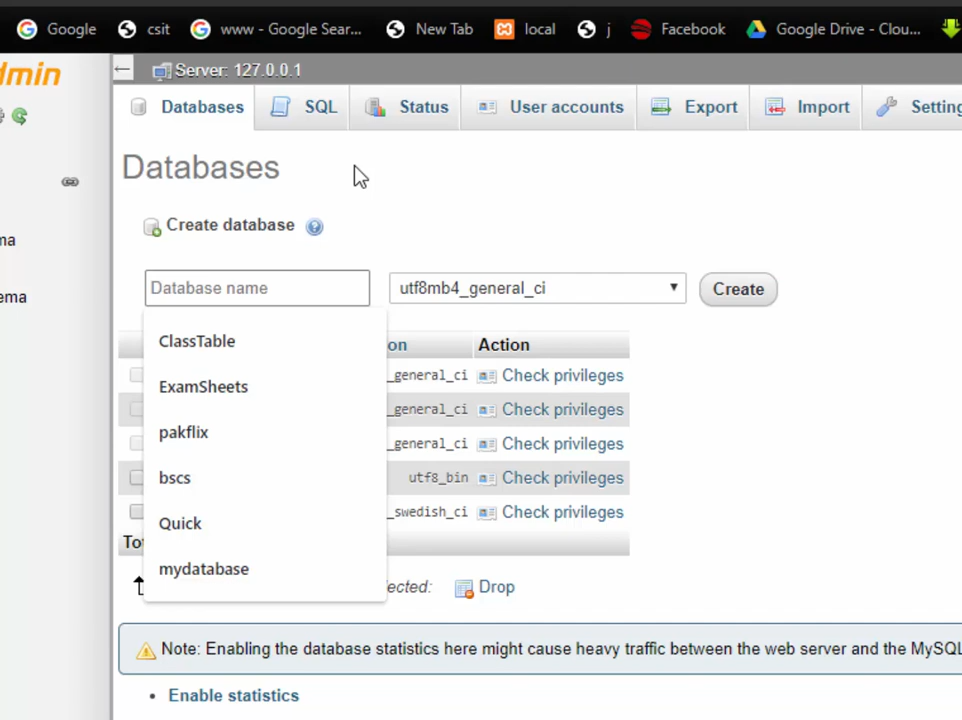 Google csit www - Google Sear... New Tab local j Facebook Google Drive - Clou...
dmin
Server: 127.0.0.1
Databases SQL Status User accounts Export Import Setting
Databases
Create database
ma
ema
Database name utf8mb4_general_ci Create
ClassTable
ExamSheets
pakflix
bscs
Quick
mydatabase
on Action
_general_ci Check privileges
_general_ci Check privileges
_general_ci Check privileges
utf8_bin Check privileges
_swedish_ci Check privileges
To
ected: Drop
Note: Enabling the database statistics here might cause heavy traffic between the web server and the MySQL
• Enable statistics